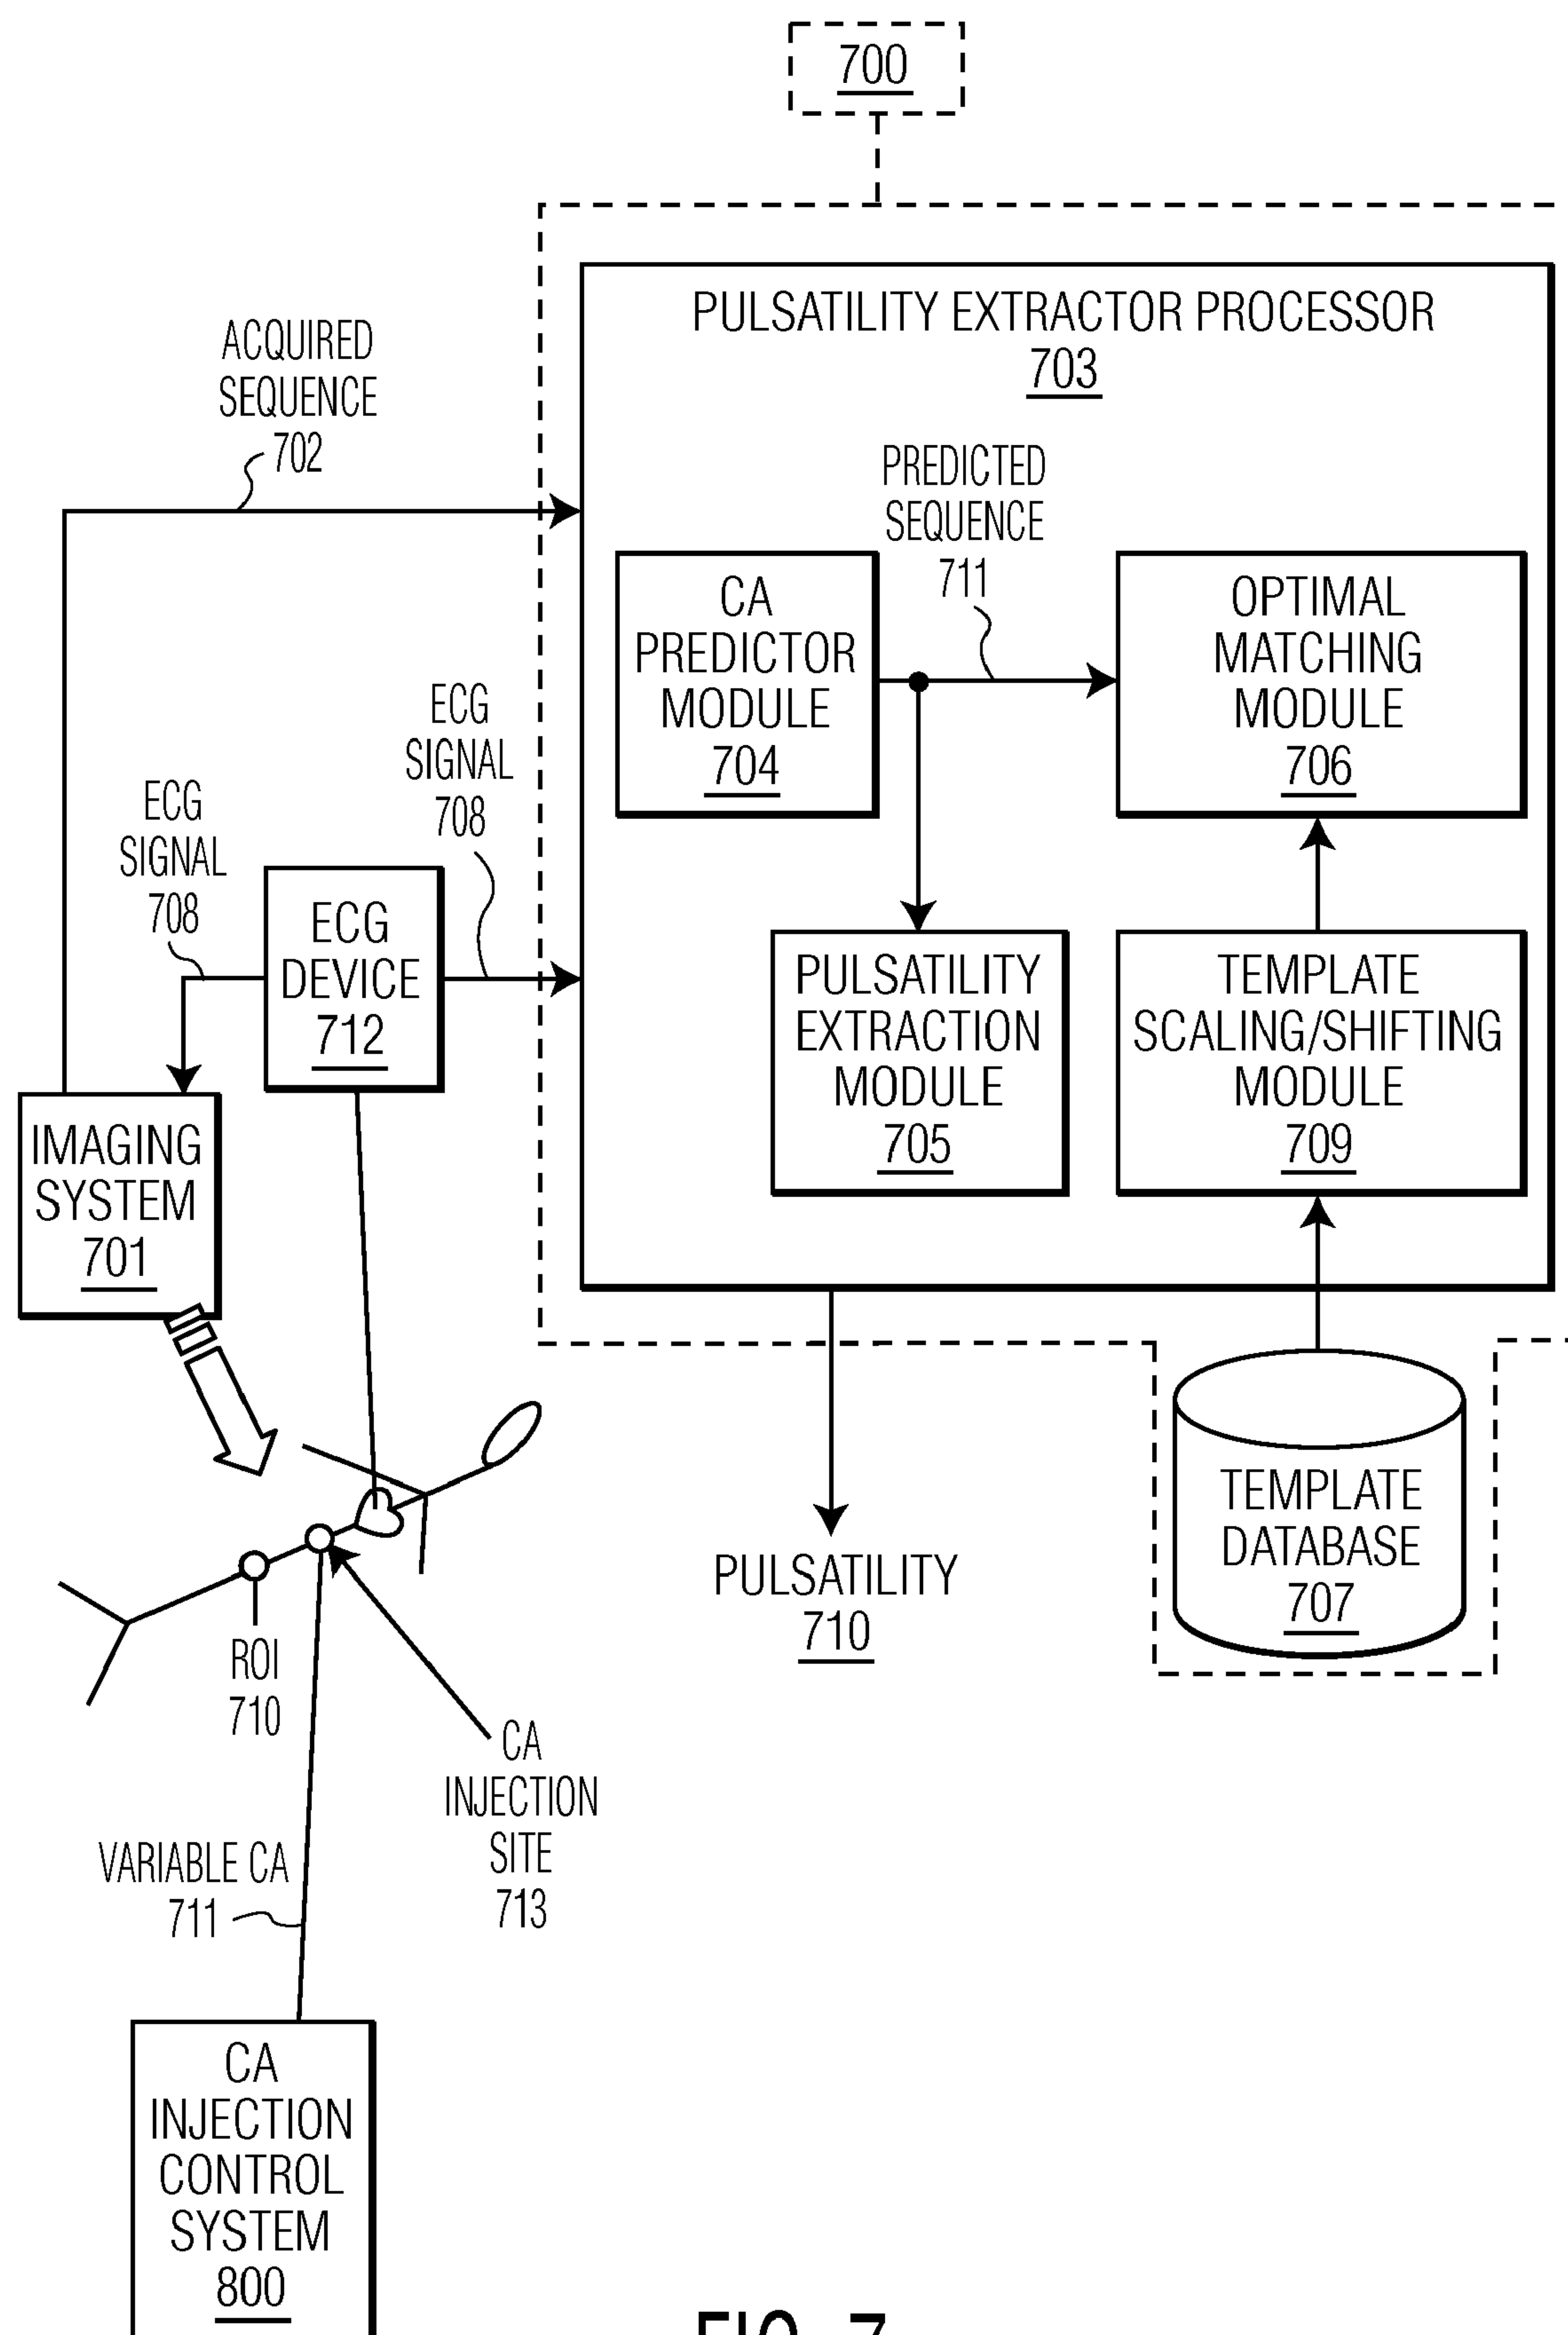 700
PULSATILITY EXTRACTOR PROCESSOR
703
ACQUIRED
SEQUENCE
702
PREDICTED
SEQUENCE
711
CA
PREDICTOR
MODULE
704
OPTIMAL
MATCHING
MODULE
706
ECG
SIGNAL
708
ECG
SIGNAL
708
ECG
DEVICE
712
PULSATILITY
EXTRACTION
MODULE
705
TEMPLATE
SCALING/SHIFTING
MODULE
709
IMAGING
SYSTEM
701
PULSATILITY
710
TEMPLATE
DATABASE
707
ROI
710
CA
INJECTION
SITE
713
VARIABLE CA
711
CA
INJECTION
CONTROL
SYSTEM
800
FIG. 7